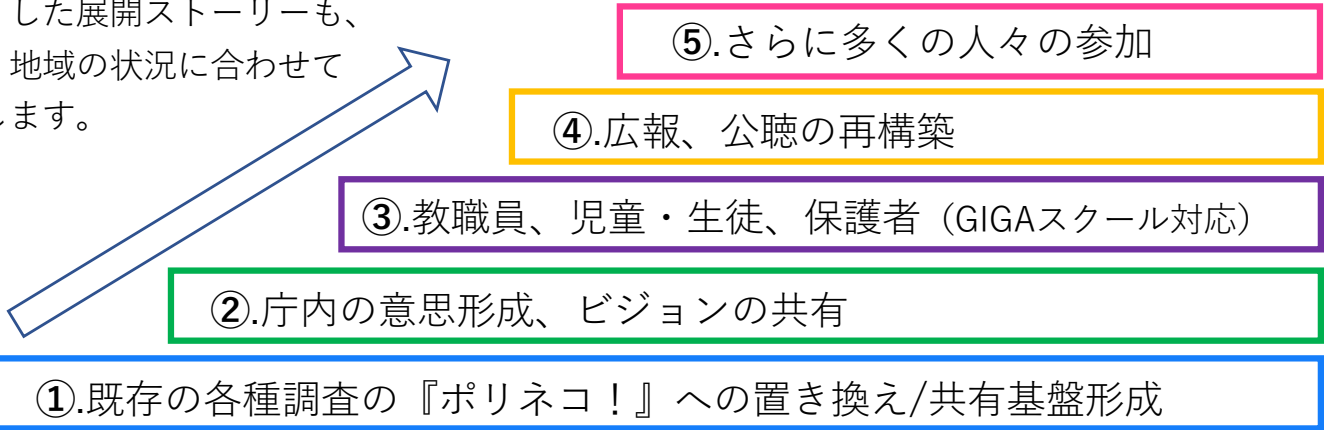 した展開ストーリーも、
地域の状況に合わせて
します。
⑤.さらに多くの人々の参加
④.広報、公聴の再構築
③.教職員、児童・生徒、保護者（GIGAスクール対応）
②.庁内の意思形成、ビジョンの共有
①.既存の各種調査の『ポリネコ！』への置き換え/共有基盤形成